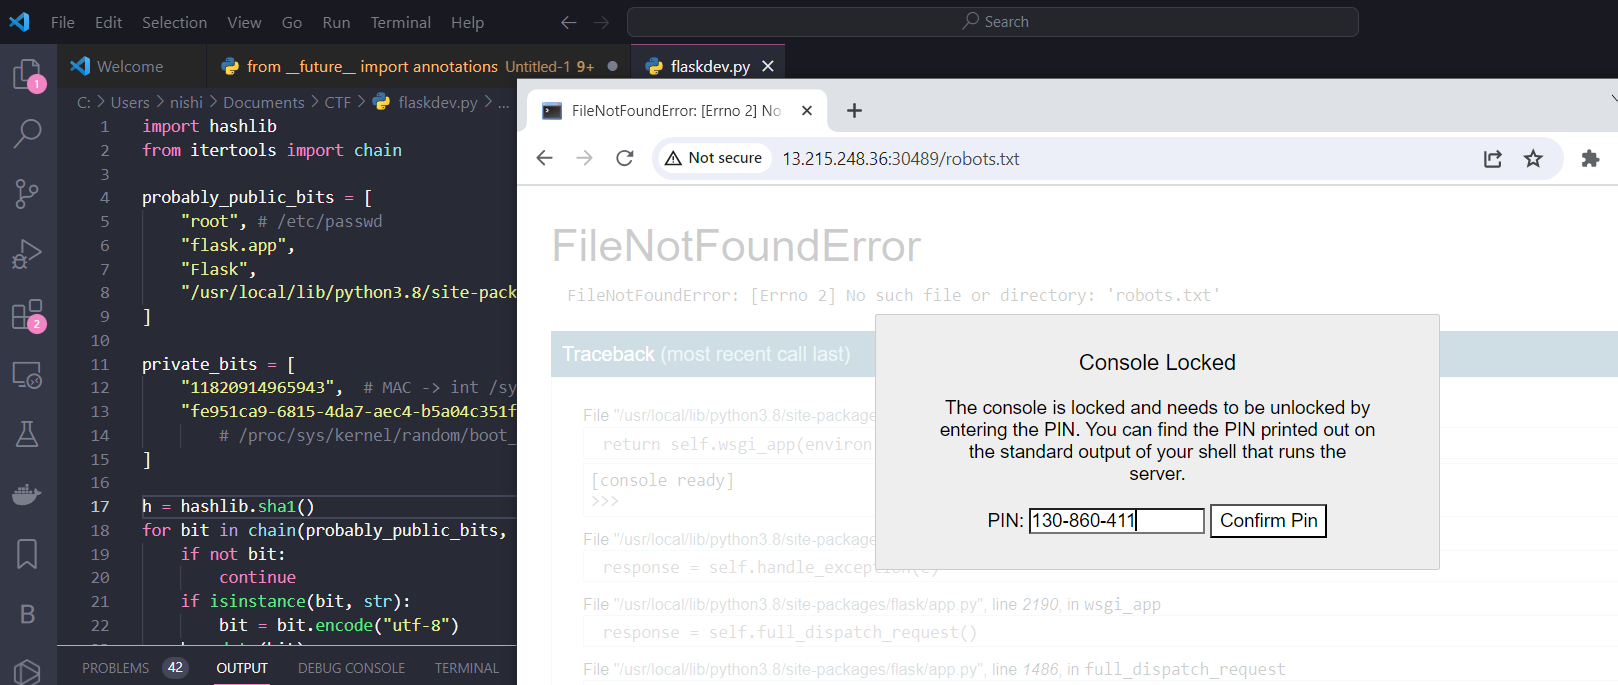 File Edit Selection View Go Run Terminal Help
Search
Welcome
from __future__ import annotations Untitled-1 9+
flaskdev.py
1
C: > Users > nishi > Documents > CTF > flaskdev.py > ...
1 import hashlib
2 from itertools import chain
3
4 probably_public_bits = [
5 "root", # /etc/passwd
6 "flask.app",
7 "Flask",
8 "/usr/local/lib/python3.8/site-pack
9 ]
10
11 private_bits = [
12 "11820914965943", # MAC -> int /sy
13 "fe951ca9-6815-4da7-aec4-b5a04c351f
14 # /proc/sys/kernel/random/boot_
15 ]
16
17 h = hashlib.sha1()
18 for bit in chain(probably_public_bits,
19 if not bit:
20 continue
21 if isinstance(bit, str):
22 bit = bit.encode("utf-8")
2
B
PROBLEMS 42 OUTPUT DEBUG CONSOLE TERMINAL
FileNotFoundError: [Errno 2] No
Not secure 13.215.248.36:30489/robots.txt
FileNotFoundError
FileNotFoundError: [Errno 2] No such file or directory: 'robots.txt'
Traceback (most recent call last)
File "/usr/local/lib/python3.8/site-package
return self.wsgi_app(environ
[console ready]
>>>
File "/usr/local/lib/python3.8/site-package
response = self.handle_exception(e)
File "/usr/local/lib/python3.8/site-packages/flask/app.py", line 2190, in wsgi_app
response = self.full_dispatch_request()
File "/usr/local/lib/python3.8/site-packages/flask/app.py", line 1486, in full_dispatch_request
Console Locked
The console is locked and needs to be unlocked by
entering the PIN. You can find the PIN printed out on
the standard output of your shell that runs the
server.
PIN: 130-860-411 Confirm Pin